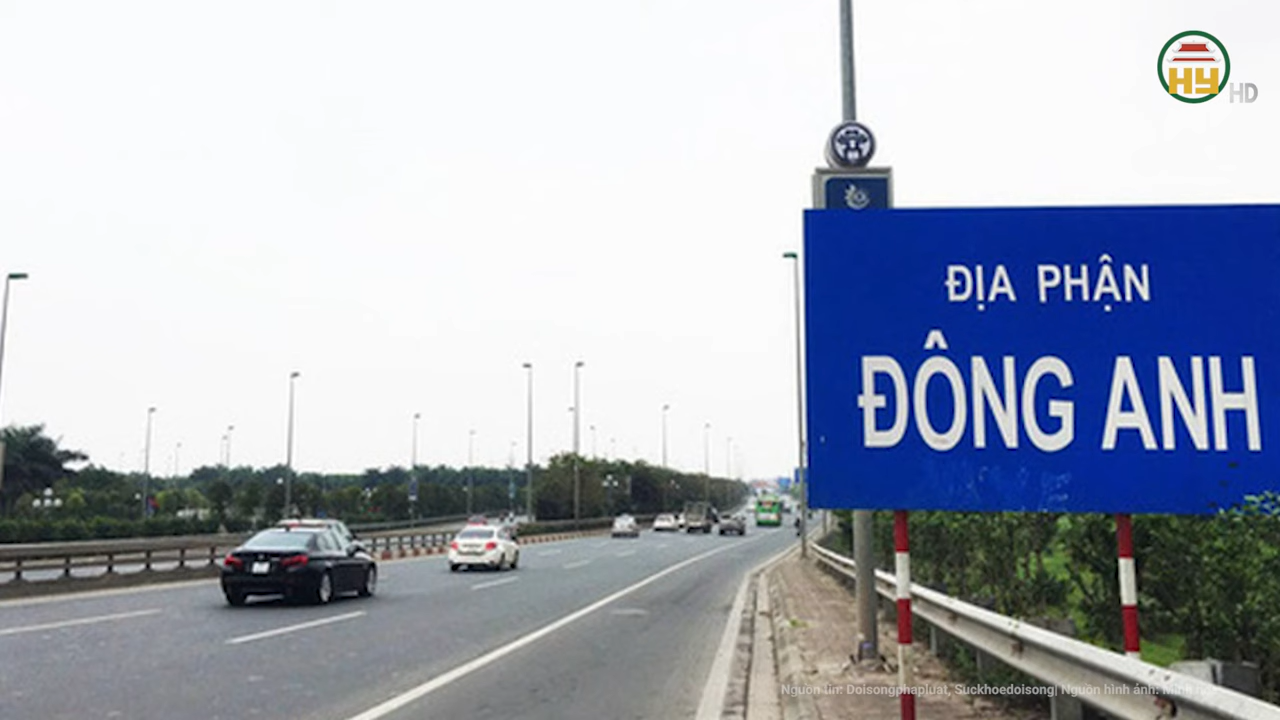 HY
HD
ĐỊA PHẬN
ĐÔNG ANH
Nguồn tin: Doisongphapluat, Suckhoedoisong| Nguồn hình ảnh: